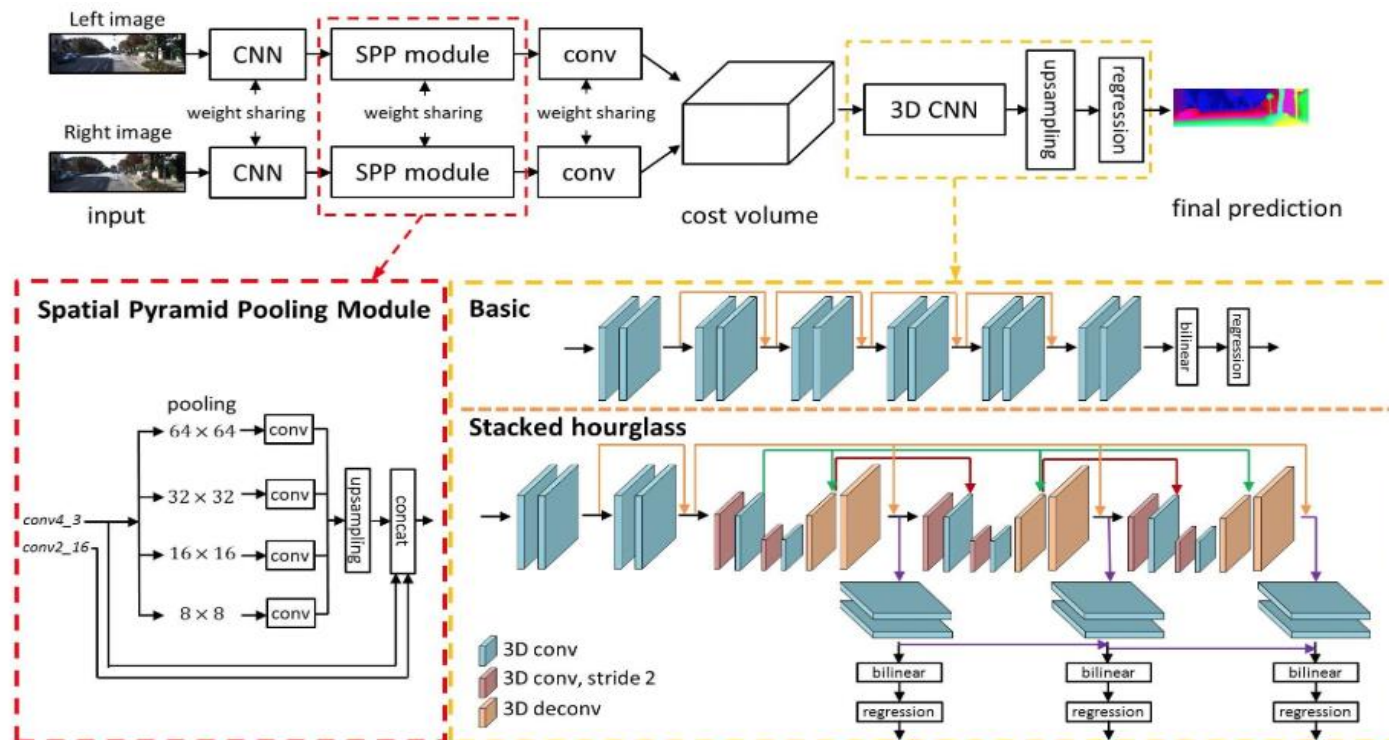 Left image
CNN
SPP module
conv
weight sharing
weight sharing
weight sharing
Right image
CNN
SPP module
conv
input
cost volume
3D CNN
upsampling
regression
final prediction
Spatial Pyramid Pooling Module
pooling
64 × 64
conv
32 × 32
conv
16 × 16
conv
8 × 8
conv
conv4_3
conv2_16
upsampling
concat
Basic
bilinear
regression
Stacked hourglass
3D conv
3D conv, stride 2
3D deconv
bilinear
bilinear
bilinear
regression
regression
regression